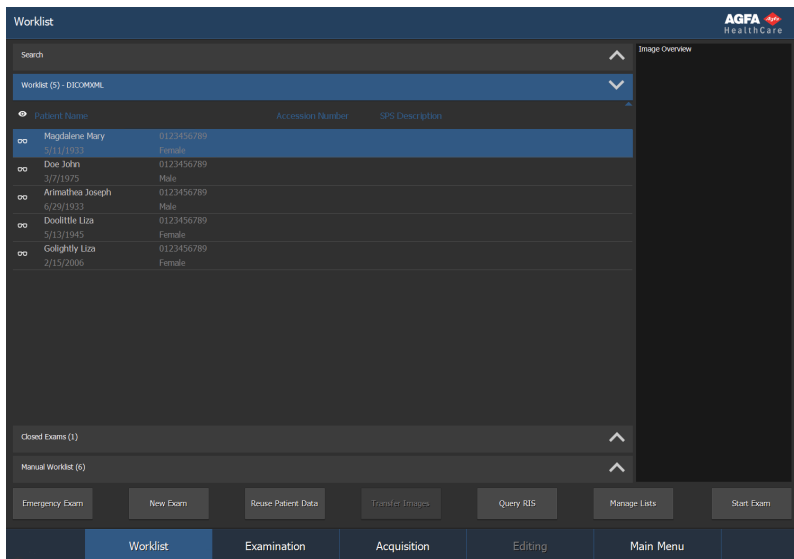 Worklist
AGFA
HealthCare
Search
Image Overview
Worklist (5) - DICOMXML
Patient Name Accession Number SPS Description
Magdalene Mary 0123456789
5/11/1933 Female
Doe John 0123456789
3/7/1975 Male
Arimathea Joseph 0123456789
6/29/1933 Male
Doolittle Liza 0123456789
5/13/1945 Female
Golightly Liza 0123456789
2/15/2006 Female
Closed Exams (1)
Manual Worklist (6)
Emergency Exam New Exam Reuse Patient Data Transfer Images Query RIS Manage Lists Start Exam
Worklist Examination Acquisition Editing Main Menu